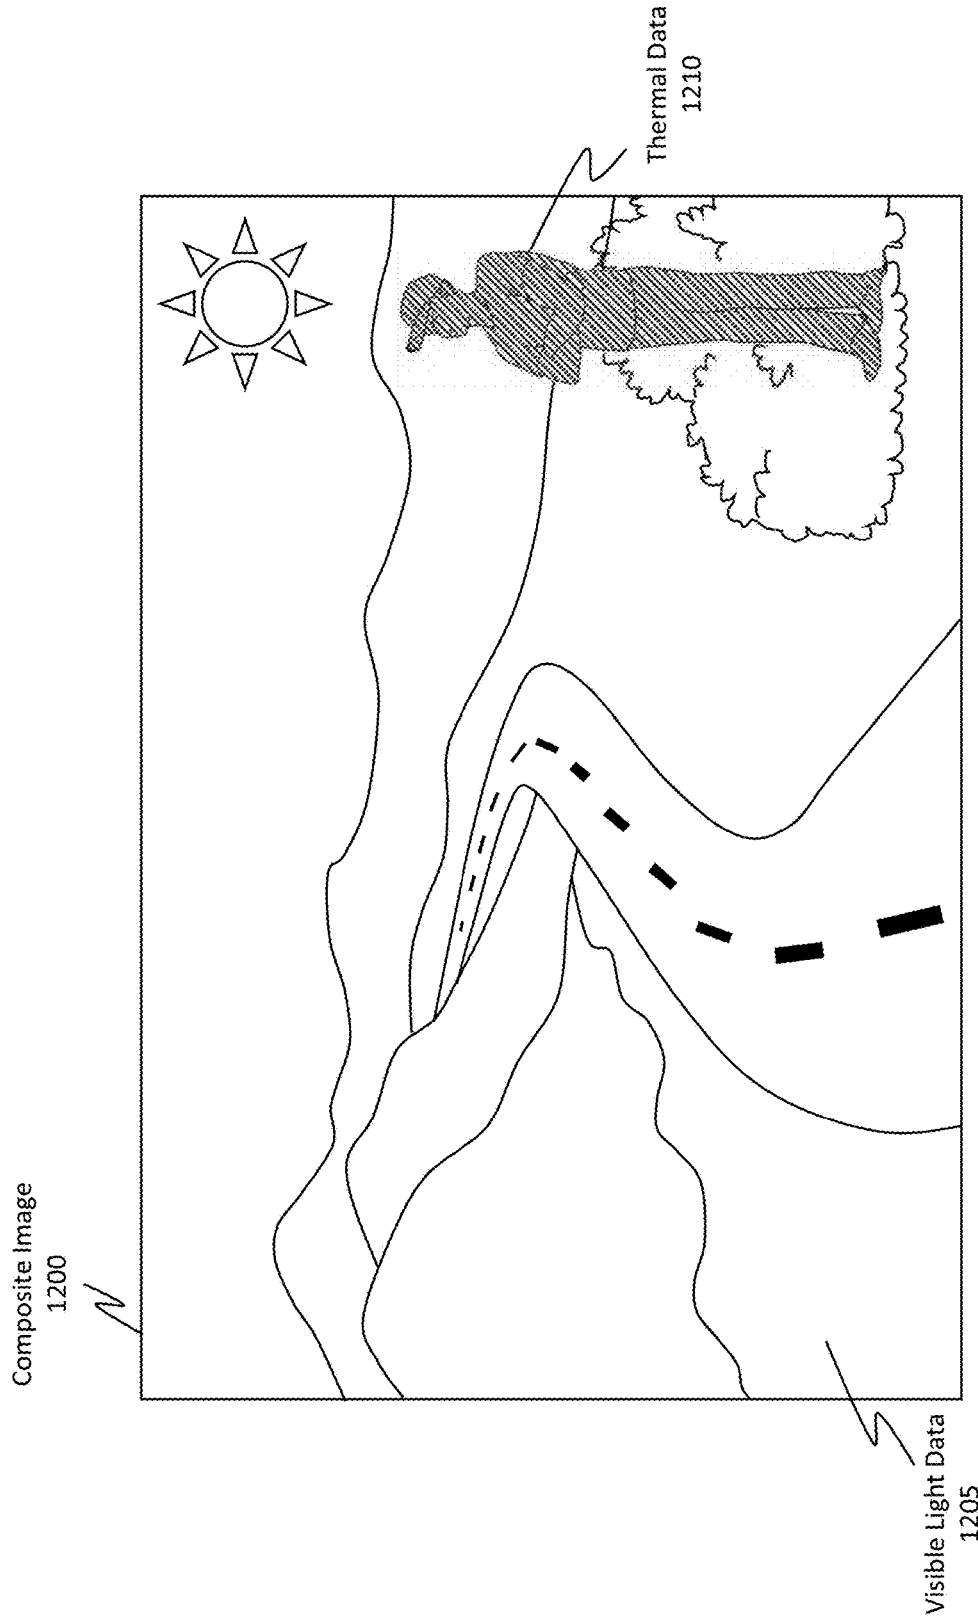 Composite Image
1200
Thermal Data
1210
Visible Light Data
1205